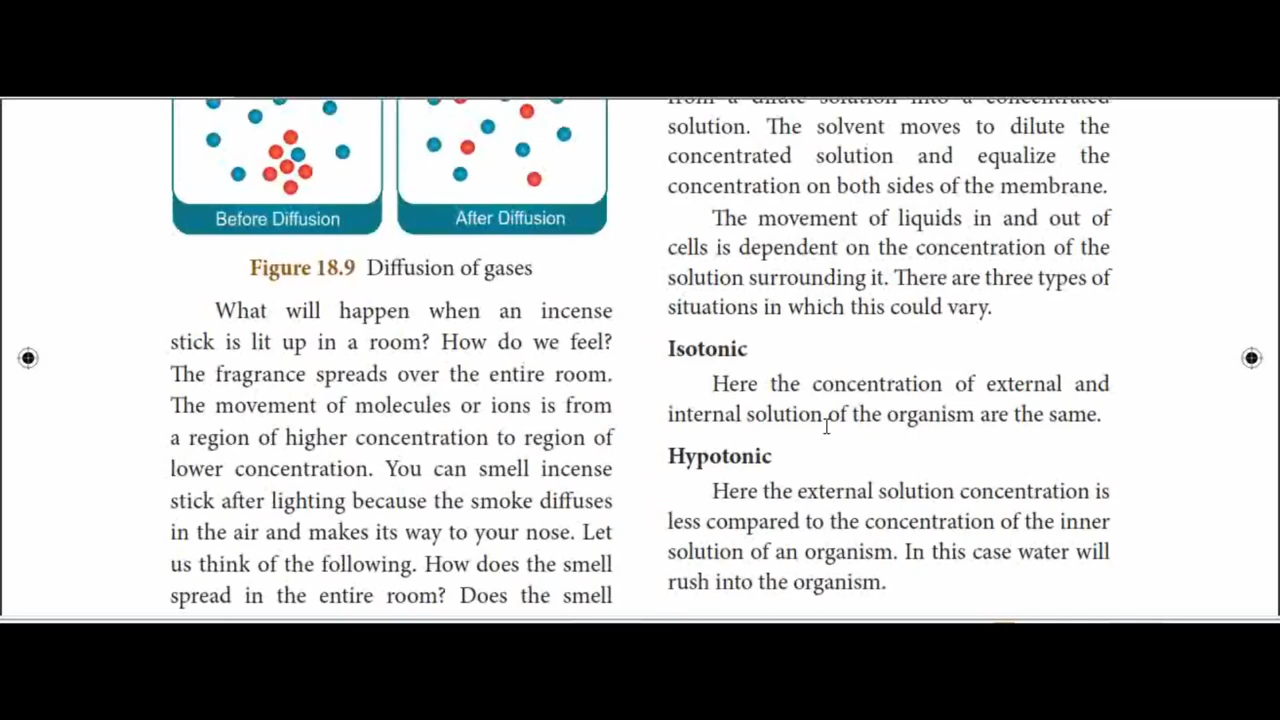 Before Diffusion
After Diffusion
Figure 18.9 Diffusion of gases
What will happen when an incense
stick is lit up in a room? How do we feel?
The fragrance spreads over the entire room.
The movement of molecules or ions is from
a region of higher concentration to region of
lower concentration. You can smell incense
stick after lighting because the smoke diffuses
in the air and makes its way to your nose. Let
us think of the following. How does the smell
spread in the entire room? Does the smell
from a dilute solution into a concentrated
solution. The solvent moves to dilute the
concentrated solution and equalize the
concentration on both sides of the membrane.
The movement of liquids in and out of
cells is dependent on the concentration of the
solution surrounding it. There are three types of
situations in which this could vary.
Isotonic
Here the concentration of external and
internal solution of the organism are the same.
Hypotonic
Here the external solution concentration is
less compared to the concentration of the inner
solution of an organism. In this case water will
rush into the organism.